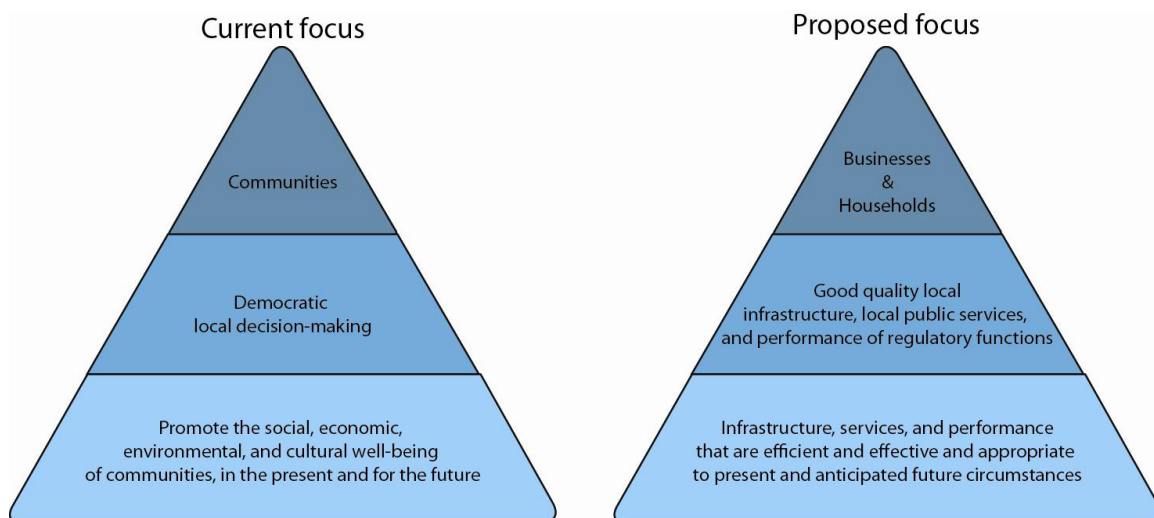 Current focus
Communities
Democratic
local decision-making
Promote the social, economic,
environmental, and cultural well-being
of communities, in the present and for the future
Proposed focus
Businesses
&
Households
Good quality local
infrastructure, local public services,
and performance of regulatory functions
Infrastructure, services, and performance
that are efficient and effective and appropriate
to present and anticipated future circumstances